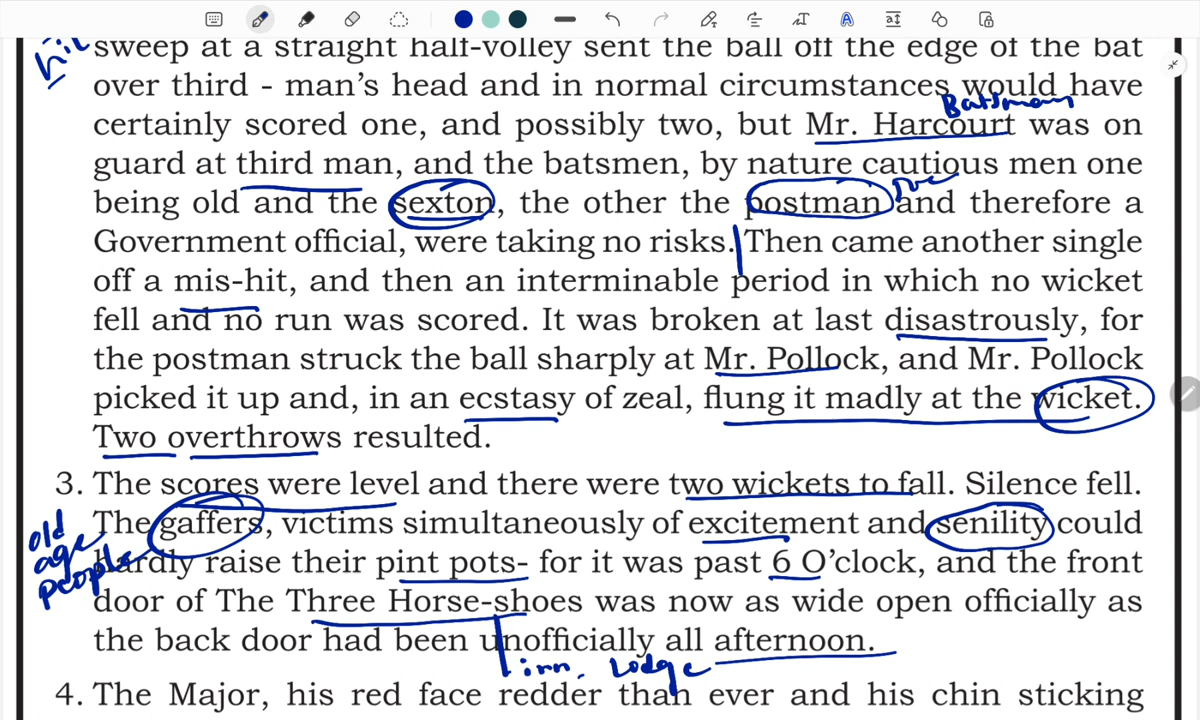 hit
sweep at a straight half-volley sent the ball off the edge of the bat
over third - man's head and in normal circumstances would have
Batsman
certainly scored one, and possibly two, but Mr. Harcourt was on
guard at third man, and the batsmen, by nature cautious men one
being old and the sexton, the other the postman and therefore a
Government official, were taking no risks. Then came another single
off a mis-hit, and then an interminable period in which no wicket
fell and no run was scored. It was broken at last disastrously, for
the postman struck the ball sharply at Mr. Pollock, and Mr. Pollock
picked it up and, in an ecstasy of zeal, flung it madly at the wicket.
Two overthrows resulted.
3. The scores were level and there were two wickets to fall. Silence fell.
The gaffers, victims simultaneously of excitement and senility could
old
age
people
hardly raise their pint pots- for it was past 6 O'clock, and the front
door of The Three Horse-shoes was now as wide open officially as
the back door had been unofficially all afternoon.
inn, lodge
4. The Major, his red face redder than ever and his chin sticking